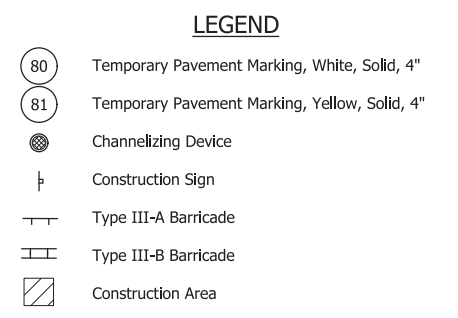 LEGEND
80 Temporary Pavement Marking, White, Solid, 4"
81 Temporary Pavement Marking, Yellow, Solid, 4"
Channelizing Device
Construction Sign
Type III-A Barricade
Type III-B Barricade
Construction Area